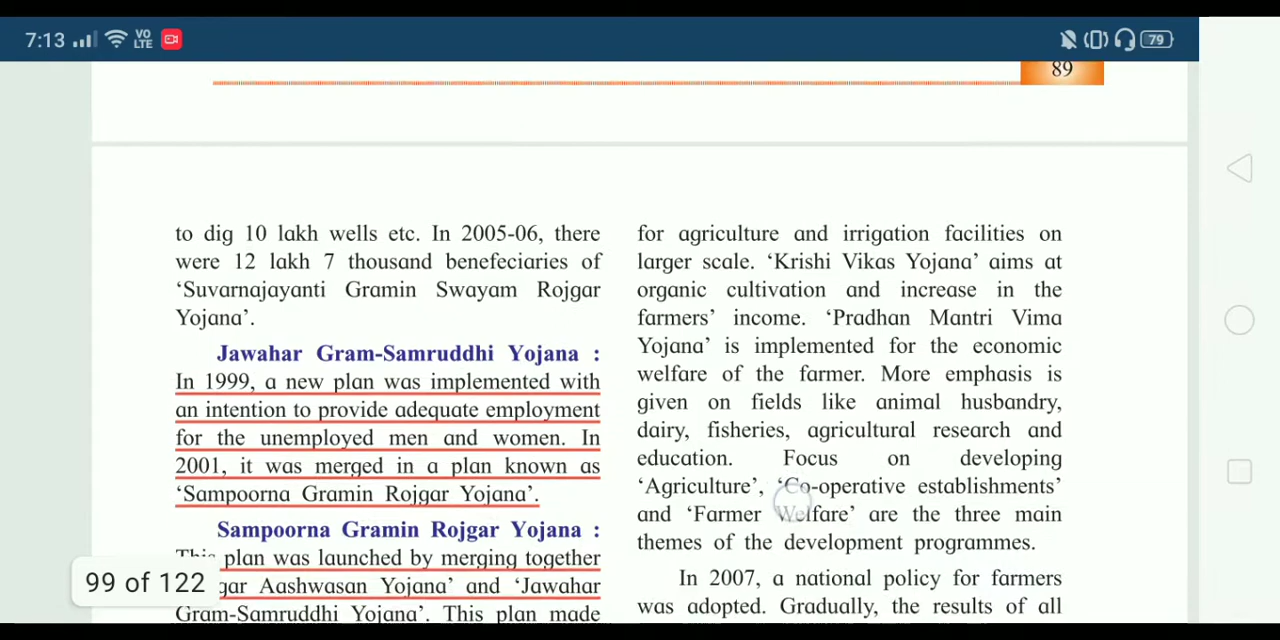 7:13 VO LTE 79
89
to dig 10 lakh wells etc. In 2005-06, there
were 12 lakh 7 thousand benefeciaries of
‘Suvarnajayanti Gramin Swayam Rojgar
Yojana’.
Jawahar Gram-Samruddhi Yojana :
In 1999, a new plan was implemented with
an intention to provide adequate employment
for the unemployed men and women. In
2001, it was merged in a plan known as
‘Sampoorna Gramin Rojgar Yojana’.
Sampoorna Gramin Rojgar Yojana :
plan was launched by merging together
Aashwasan Yojana’ and ‘Jawahar
Gram-Samruddhi Yojana’. This plan made
99 of 122
for agriculture and irrigation facilities on
larger scale. ‘Krishi Vikas Yojana’ aims at
organic cultivation and increase in the
farmers’ income. ‘Pradhan Mantri Vima
Yojana’ is implemented for the economic
welfare of the farmer. More emphasis is
given on fields like animal husbandry,
dairy, fisheries, agricultural research and
education. Focus on developing
‘Agriculture’, ‘Co-operative establishments’
and ‘Farmer Welfare’ are the three main
themes of the development programmes.
In 2007, a national policy for farmers
was adopted. Gradually, the results of all